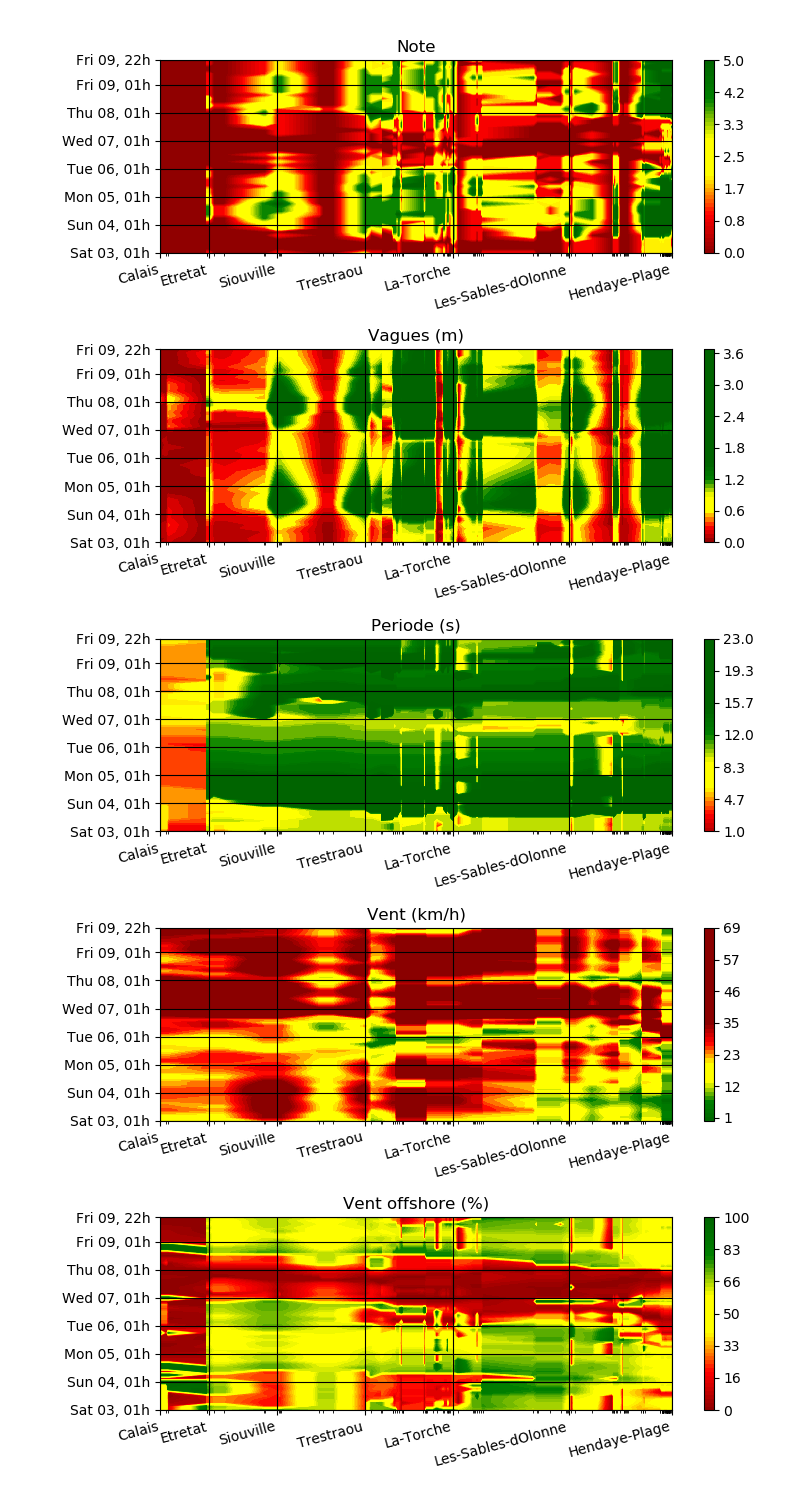 Note
Fri 09, 22h
Fri 09, 01h
Thu 08, 01h
Wed 07, 01h
Tue 06, 01h
Mon 05, 01h
Sun 04, 01h
Sat 03, 01h
5.0
4.2
3.3
2.5
1.7
0.8
0.0
Calais
Etretat
Siouville
Trestraou
La-Torche
Les-Sables-dOlonne
Hendaye-Plage
Vagues (m)
Fri 09, 22h
Fri 09, 01h
Thu 08, 01h
Wed 07, 01h
Tue 06, 01h
Mon 05, 01h
Sun 04, 01h
Sat 03, 01h
3.6
3.0
2.4
1.8
1.2
0.6
0.0
Calais
Etretat
Siouville
Trestraou
La-Torche
Les-Sables-dOlonne
Hendaye-Plage
Periode (s)
Fri 09, 22h
Fri 09, 01h
Thu 08, 01h
Wed 07, 01h
Tue 06, 01h
Mon 05, 01h
Sun 04, 01h
Sat 03, 01h
23.0
19.3
15.7
12.0
8.3
4.7
1.0
Calais
Etretat
Siouville
Trestraou
La-Torche
Les-Sables-dOlonne
Hendaye-Plage
Vent (km/h)
Fri 09, 22h
Fri 09, 01h
Thu 08, 01h
Wed 07, 01h
Tue 06, 01h
Mon 05, 01h
Sun 04, 01h
Sat 03, 01h
69
57
46
35
23
12
1
Calais
Etretat
Siouville
Trestraou
La-Torche
Les-Sables-dOlonne
Hendaye-Plage
Vent offshore (%)
Fri 09, 22h
Fri 09, 01h
Thu 08, 01h
Wed 07, 01h
Tue 06, 01h
Mon 05, 01h
Sun 04, 01h
Sat 03, 01h
100
83
66
50
33
16
0
Calais
Etretat
Siouville
Trestraou
La-Torche
Les-Sables-dOlonne
Hendaye-Plage